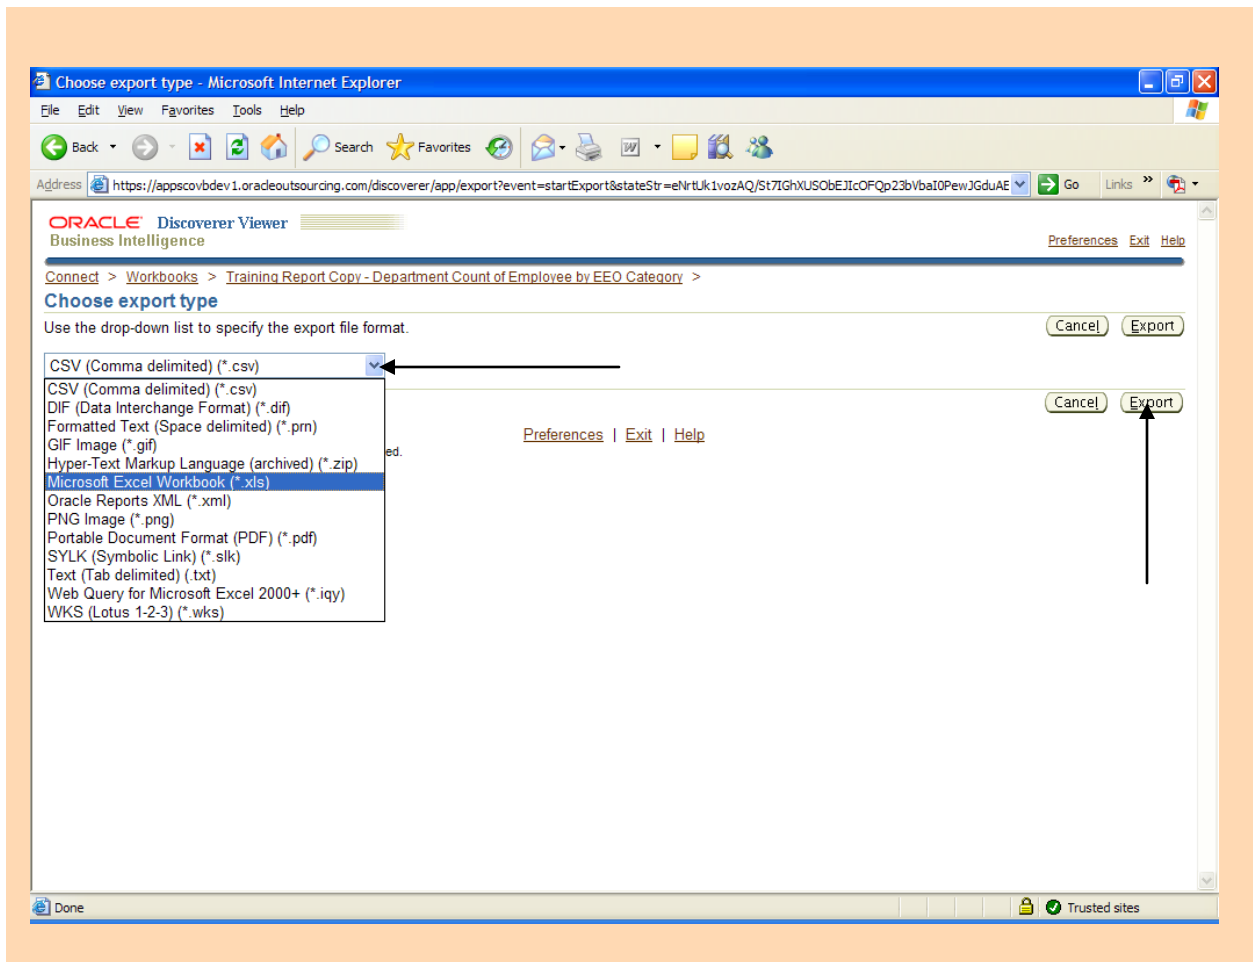 Choose export type - Microsoft Internet Explorer
File Edit View Favorites Tools Help
Back Search Favorites
Address https://appscovbdev1.oracleoutsourcing.com/discoverer/app/export?event=startExport&stateStr=eNrtUk1vozAQ/St7IGhXUSObEJIcOFQp23bVbaI0PewJGduAE Go Links »
ORACLE Discoverer Viewer
Business Intelligence
Preferences Exit Help
Connect > Workbooks > Training Report Copy - Department Count of Employee by EEO Category >
Choose export type
Use the drop-down list to specify the export file format.
Cancel Export
CSV (Comma delimited) (*.csv)
CSV (Comma delimited) (*.csv)
DIF (Data Interchange Format) (*.dif)
Formatted Text (Space delimited) (*.prn)
GIF Image (*.gif)
Hyper-Text Markup Language (archived) (*.zip)
Microsoft Excel Workbook (*.xls)
Oracle Reports XML (*.xml)
PNG Image (*.png)
Portable Document Format (PDF) (*.pdf)
SYLK (Symbolic Link) (*.slk)
Text (Tab delimited) (.txt)
Web Query for Microsoft Excel 2000+ (*.iqy)
WKS (Lotus 1-2-3) (*.wks)
Cancel Export
Preferences | Exit | Help
ed.
Done Trusted sites